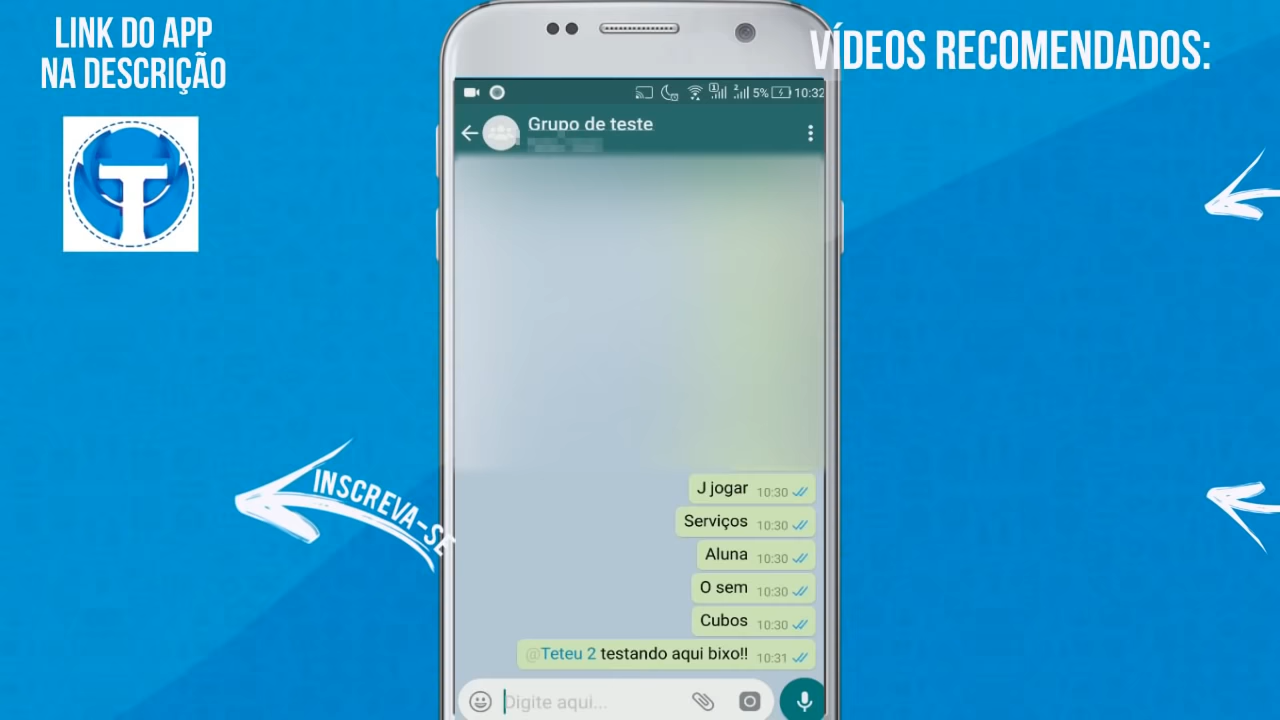 LINK DO APP
NA DESCRIÇÃO
VÍDEOS RECOMENDADOS:
T
INSCREVA-SE
5% 10:32
Grupo de teste
J jogar 10:30
Serviços 10:30
Aluna 10:30
O sem 10:30
Cubos 10:30
@Teteu 2 testando aqui bixo!! 10:31
Digite aqui...